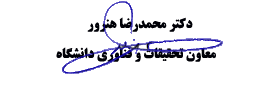 دکتر محمدرضا هنرور
معاون تحقیقات و فناوری دانشگاه